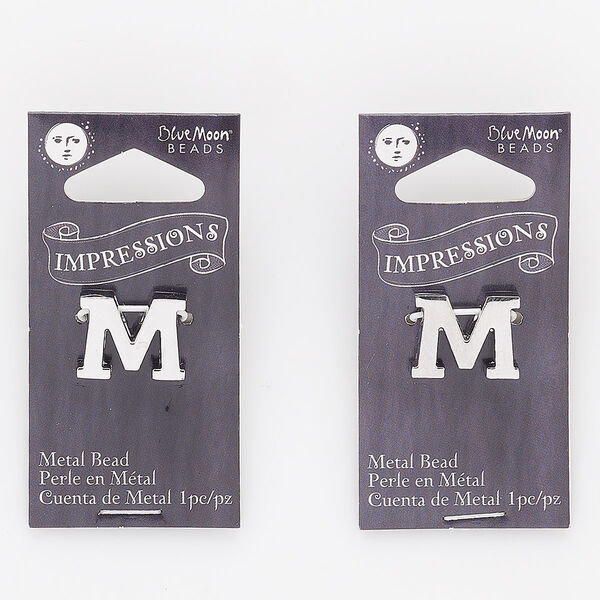 Blue Moon®
BEADS
IMPRESSIONS
M
Metal Bead
Perle en Métal
Cuenta de Metal 1pc/pz
Blue Moon®
BEADS
IMPRESSIONS
M
Metal Bead
Perle en Métal
Cuenta de Metal 1pc/pz